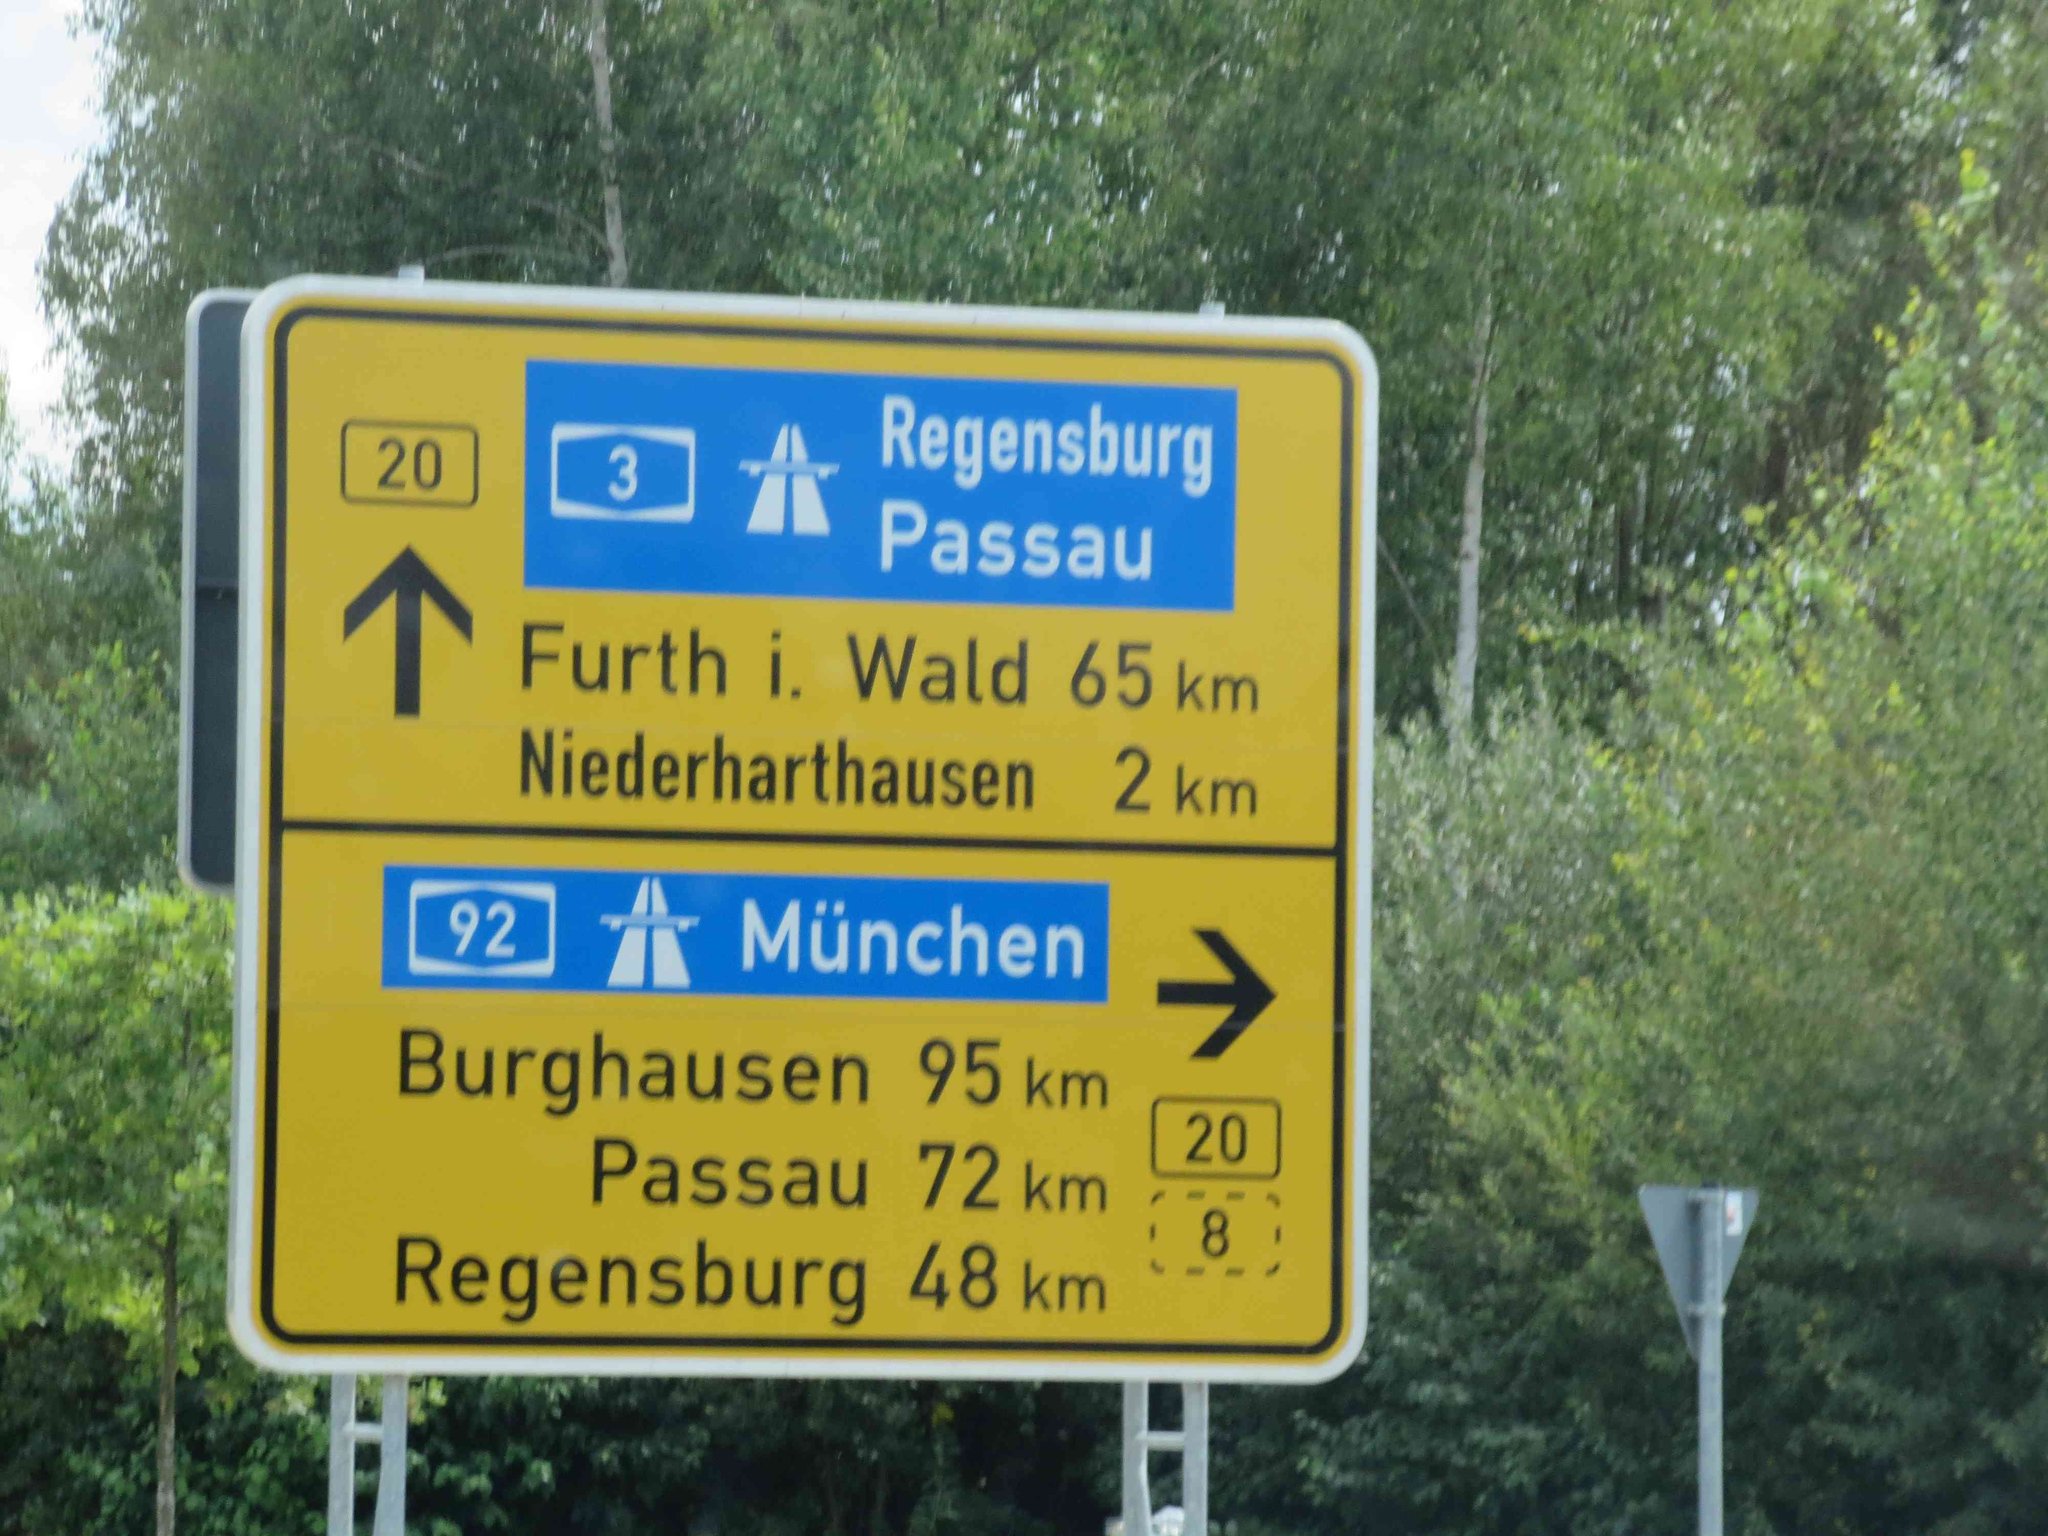 20
3 Regensburg
Passau
Furth i. Wald 65 km
Niederharthausen 2 km
92 München
Burghausen 95 km
Passau 72 km
Regensburg 48 km
20
8